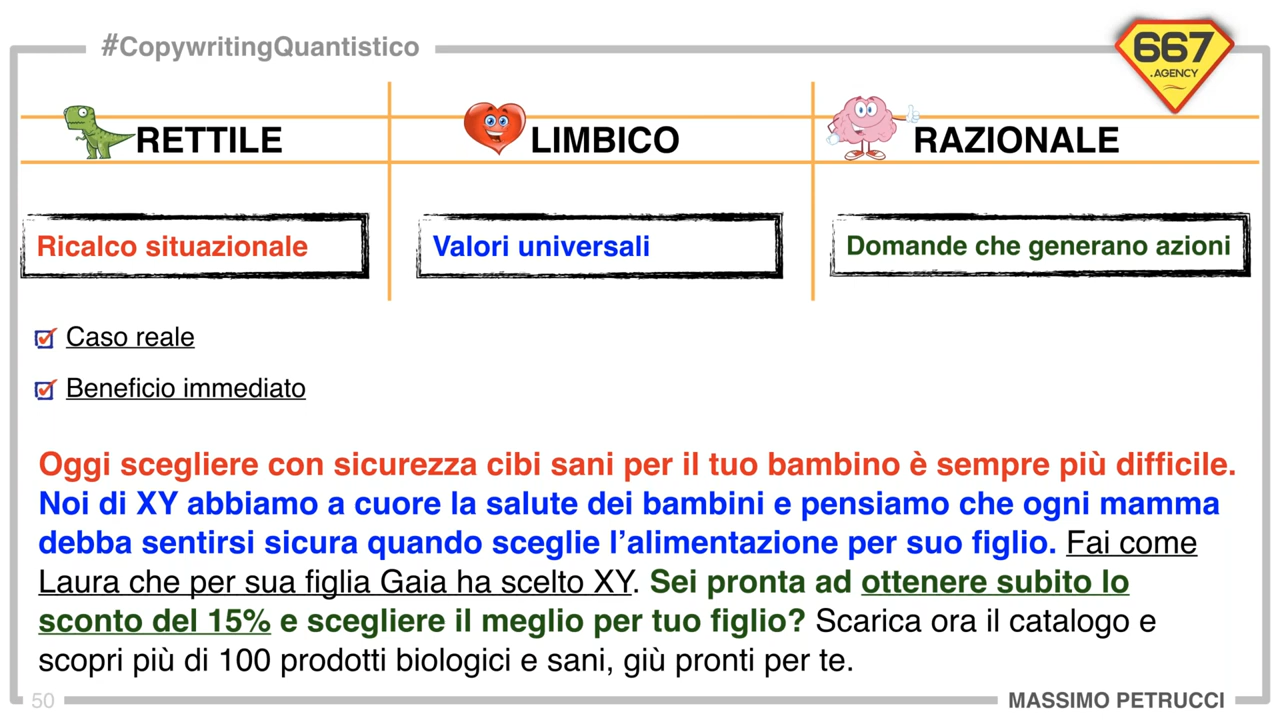 #CopywritingQuantistico
667
.AGENCY
RETTILE
LIMBICO
RAZIONALE
Ricalco situazionale
Valori universali
Domande che generano azioni
Caso reale
Beneficio immediato
Oggi scegliere con sicurezza cibi sani per il tuo bambino è sempre più difficile.
Noi di XY abbiamo a cuore la salute dei bambini e pensiamo che ogni mamma
debba sentirsi sicura quando sceglie l’alimentazione per suo figlio. Fai come
Laura che per sua figlia Gaia ha scelto XY. Sei pronta ad ottenere subito lo
sconto del 15% e scegliere il meglio per tuo figlio? Scarica ora il catalogo e
scopri più di 100 prodotti biologici e sani, giù pronti per te.
50
MASSIMO PETRUCCI